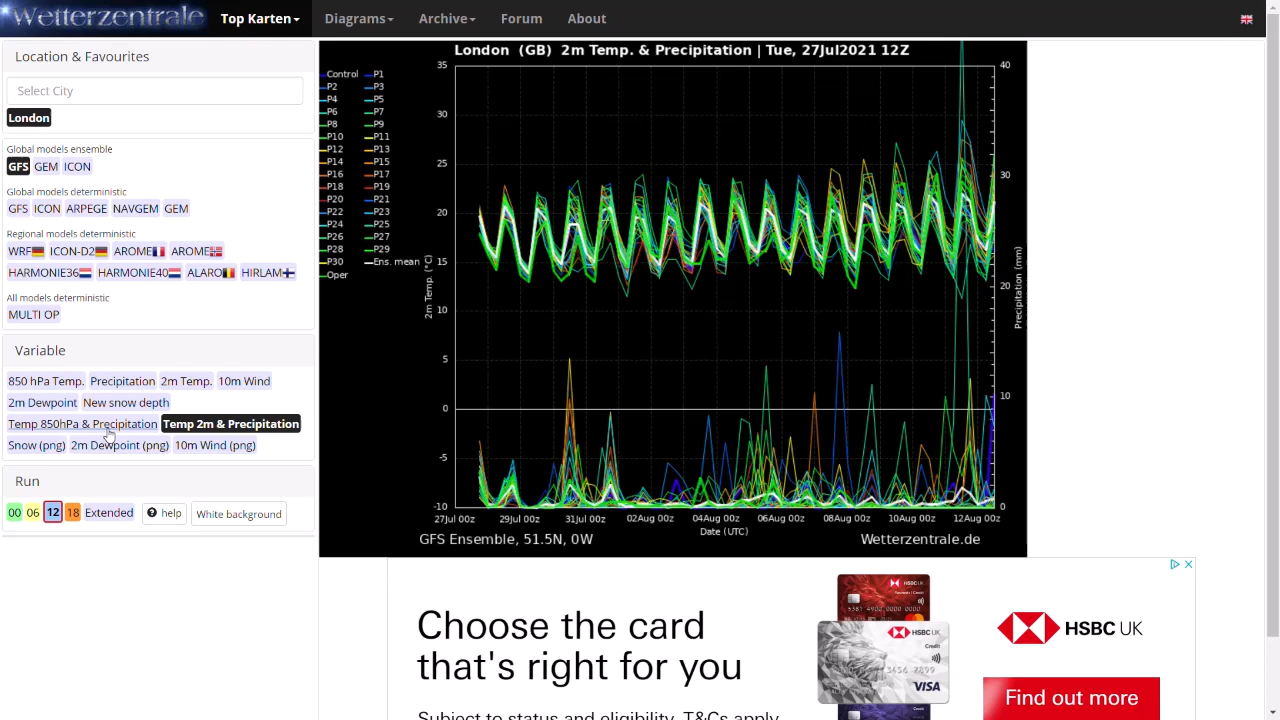 Wetterzentrale Top Karten Diagrams Archive Forum About
Location & Favourites
Select City
London
Global models ensemble
GFS GEM ICON
Global models deterministic
GFS ICON ARPEGE NAVGEM GEM
Regional models deterministic
WRF ICON-D2 AROME AROME
HARMONIE36 HARMONIE40 ALARO HIRLAM
All models deterministic
MULTI OP
Variable
850 hPa Temp. Precipitation 2m Temp. 10m Wind
2m Dewpoint New snow depth
Temp 850hPa & Precipitation Temp 2m & Precipitation
Snow (png) 2m Dewpoint (png) 10m Wind (png)
Run
00 06 12 18 Extended help White background
London (GB) 2m Temp. & Precipitation | Tue, 27Jul2021 12Z
Control P1
P2 P3
P4 P5
P6 P7
P8 P9
P10 P11
P12 P13
P14 P15
P16 P17
P18 P19
P20 P21
P22 P23
P24 P25
P26 P27
P28 P29
P30 Ens. mean
Oper
2m Temp (°C)
35
30
25
20
15
10
5
0
-5
-10
40
30
20
10
0
Precipitation (mm)
27Jul 00z 29Jul 00z 31Jul 00z 02Aug 00z 04Aug 00z 06Aug 00z 08Aug 00z 10Aug 00z 12Aug 00z
Date (UTC)
GFS Ensemble, 51.5N, 0W Wetterzentrale.de
Choose the card
that's right for you
Subject to status and eligibility. T&Cs apply
HSBC UK
HSBC UK
Credit
VISA
HSBC UK
Find out more